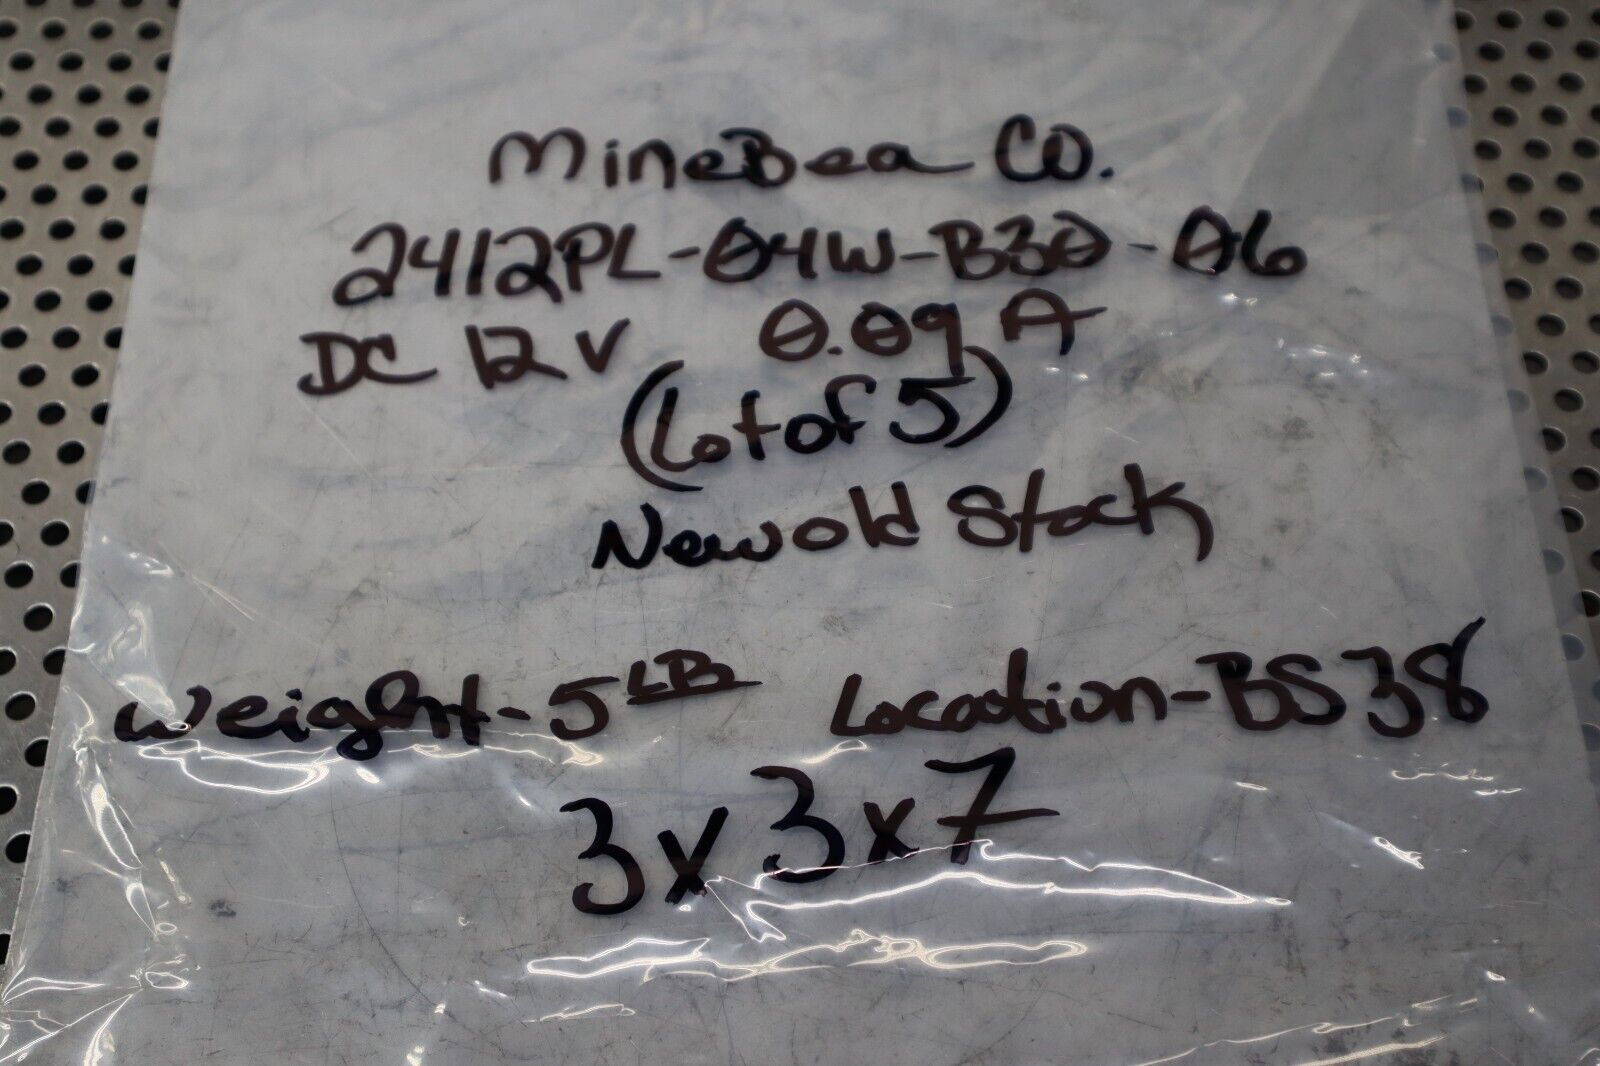 MineBea CO.
2412PL-04W-B30-06
DC 12V 0.09A
(Lot of 5)
New old Stock
Weight-5LB Location-BS38
3x3x7